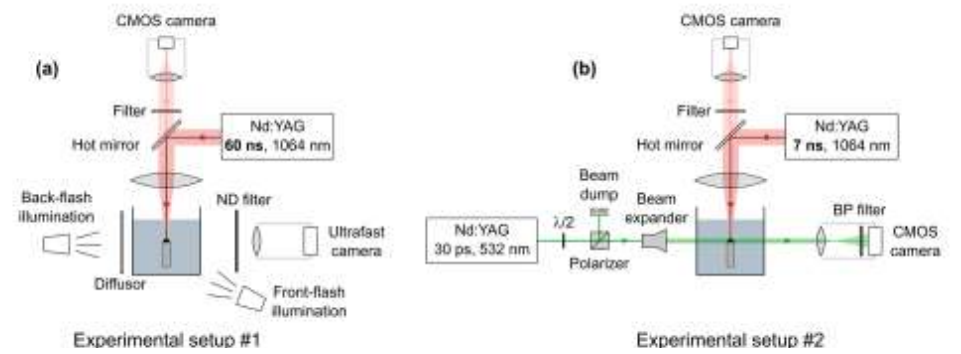 CMOS camera
(a)
Filter
Hot mirror
Nd:YAG
60 ns, 1064 nm
Back-flash
illumination
ND filter
Ultrafast
camera
Diffusor
Front-flash
illumination
Experimental setup #1
CMOS camera
(b)
Filter
Hot mirror
Nd:YAG
7 ns, 1064 nm
Beam
dump
Beam
expander
BP filter
λ/2
Nd:YAG
30 ps, 532 nm
Polarizer
CMOS
camera
Experimental setup #2